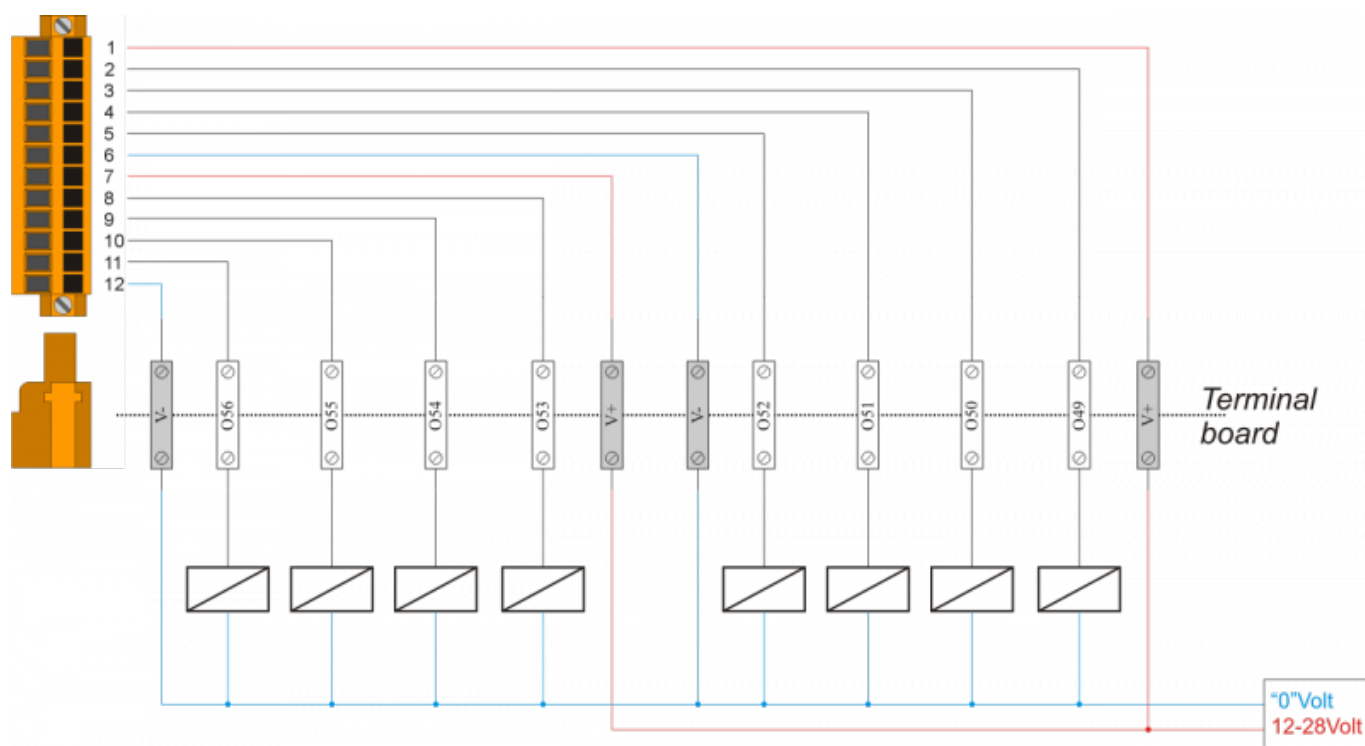 1
2
3
4
5
6
7
8
9
10
11
12
V-
O56
O55
O54
O53
V+
V-
O52
O51
O50
O49
V+
Terminal
board
“0”Volt
12-28Volt